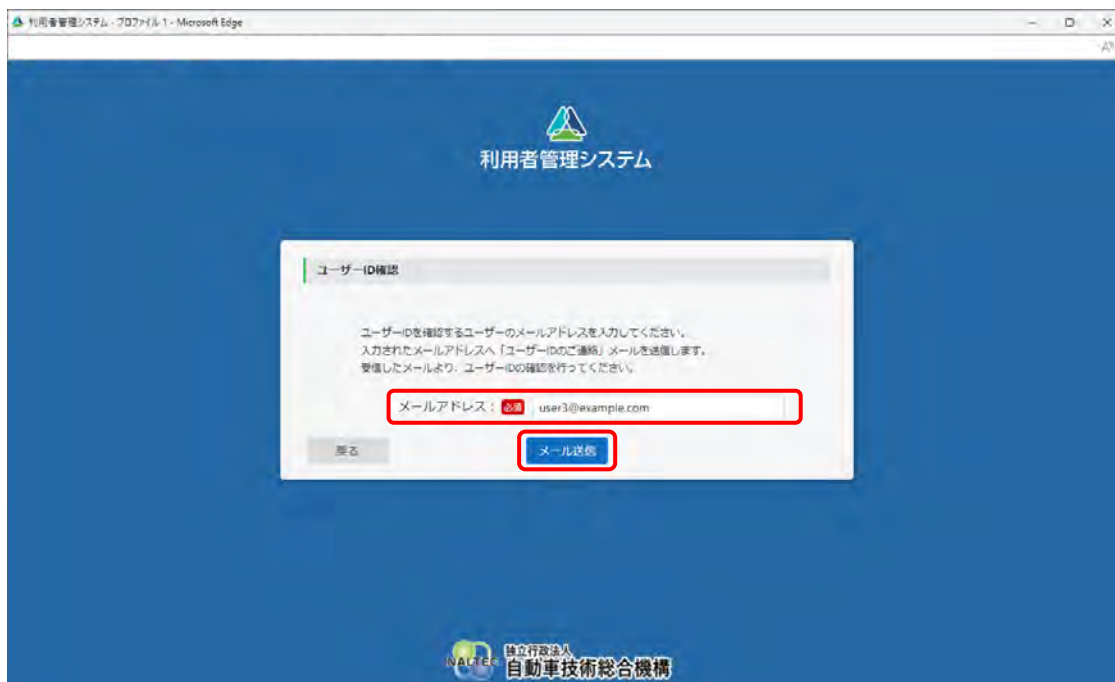 利用者管理システム - プロファイル 1 - Microsoft Edge
利用者管理システム
ユーザーID確認
ユーザーIDを確認するユーザーのメールアドレスを入力してください。
入力されたメールアドレスへ「ユーザーIDのご連絡」メールを送信します。
受信したメールより、ユーザーIDの確認を行ってください。
メールアドレス： 必須 user3@example.com
戻る メール送信
NALTEC 独立行政法人
自動車技術総合機構